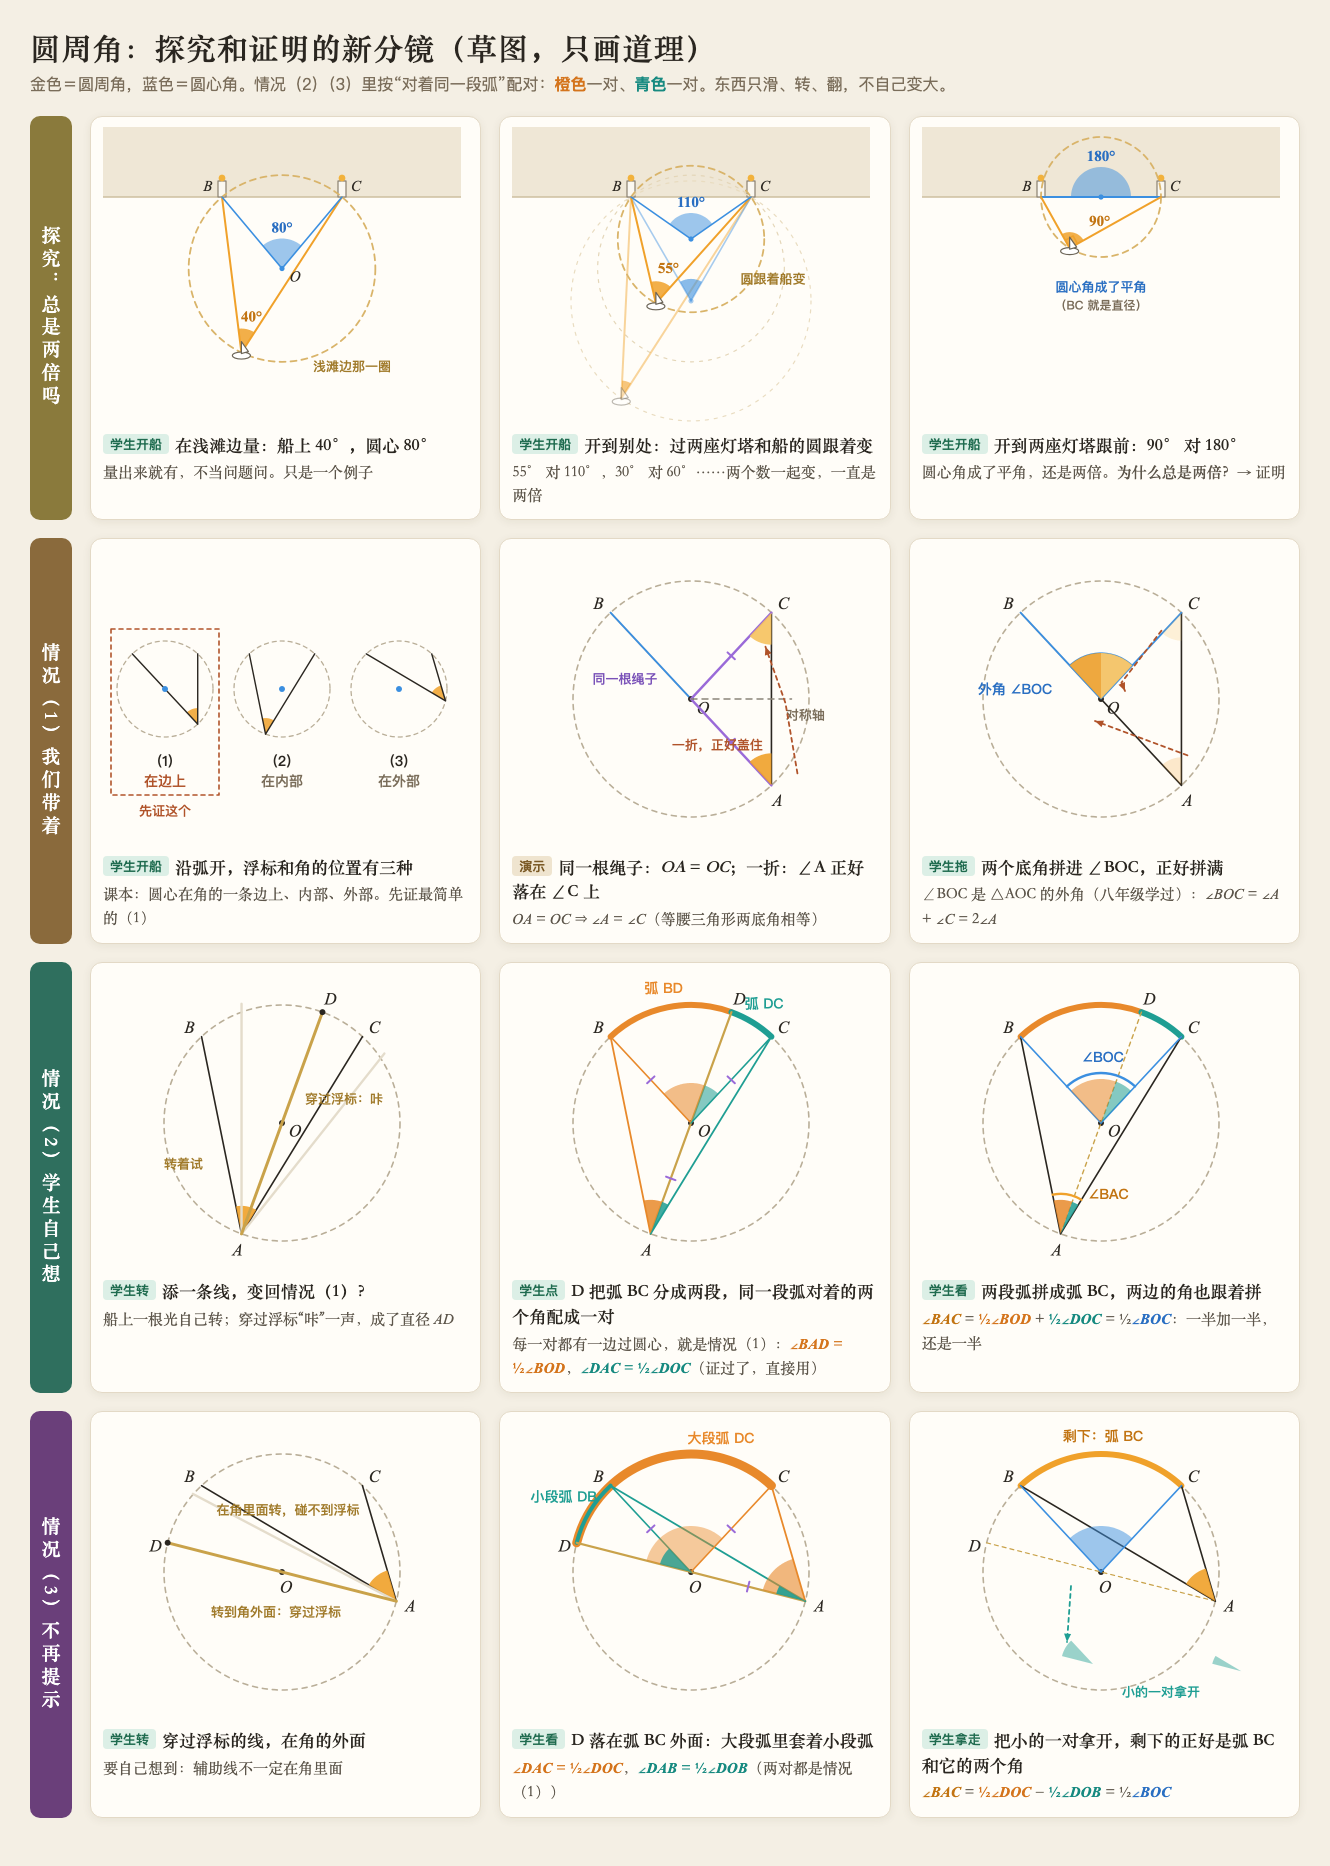 圆周角：探究和证明的新分镜（草图，只画道理）
金色＝圆周角，蓝色＝圆心角。情况（2）（3）里按“对着同一段弧”配对：橙色一对、青色一对。东西只滑、转、翻，不自己变大。
探究：总是两倍吗
B
C
80°
O
40°
浅滩边那一圈
学生开船 在浅滩边量：船上 40°，圆心 80°
量出来就有，不当问题问。只是一个例子
B
C
110°
55°
圆跟着船变
学生开船 开到别处：过两座灯塔和船的圆跟着变
55° 对 110°，30° 对 60° ……两个数一起变，一直是
两倍
180°
B
C
90°
圆心角成了平角
（BC 就是直径）
学生开船 开到两座灯塔跟前：90° 对 180°
圆心角成了平角，还是两倍。为什么总是两倍？→ 证明
情况（1）我们带着
(1)
在边上
先证这个
(2)
在内部
(3)
在外部
学生开船 沿弧开，浮标和角的位置有三种
课本：圆心在角的一条边上、内部、外部。先证最简单
的（1）
B
C
同一根绳子
O
对称轴
一折，正好盖住
A
演示 同一根绳子：OA = OC；一折：∠A 正好
落在 ∠C 上
OA = OC ⇒ ∠A = ∠C（等腰三角形两底角相等）
B
C
外角 ∠BOC
O
A
学生拖 两个底角拼进 ∠BOC，正好拼满
∠BOC 是 △AOC 的外角（八年级学过）：∠BOC = ∠A
+ ∠C = 2∠A
情况（2）学生自己想
D
B
C
穿过浮标：咔
O
转着试
A
学生转 添一条线，变回情况（1）?
船上一根光自己转；穿过浮标“咔”一声，成了直径 AD
弧 BD
D
弧 DC
B
C
O
A
学生点 D 把弧 BC 分成两段，同一段弧对着的两
个角配成一对
每一对都有一边过圆心，就是情况（1）：∠BAD =
½∠BOD，∠DAC = ½∠DOC（证过了，直接用）
D
B
C
∠BOC
O
∠BAC
A
学生看 两段弧拼成弧 BC，两边的角也跟着拼
∠BAC = ½∠BOD + ½∠DOC = ½∠BOC：一半加一半，
还是一半
情况（3）不再提示
B
C
在角里面转，碰不到浮标
D
O
转到角外面：穿过浮标
A
学生转 穿过浮标的线，在角的外面
要自己想到：辅助线不一定在角里面
大段弧 DC
B
C
小段弧 DB
D
O
A
学生看 D 落在弧 BC 外面：大段弧里套着小段弧
∠DAC = ½∠DOC，∠DAB = ½∠DOB（两对都是情况
（1））
剩下：弧 BC
B
C
D
O
A
小的一对拿开
学生拿走 把小的一对拿开，剩下的正好是弧 BC
和它的两个角
∠BAC = ½∠DOC − ½∠DOB = ½∠BOC